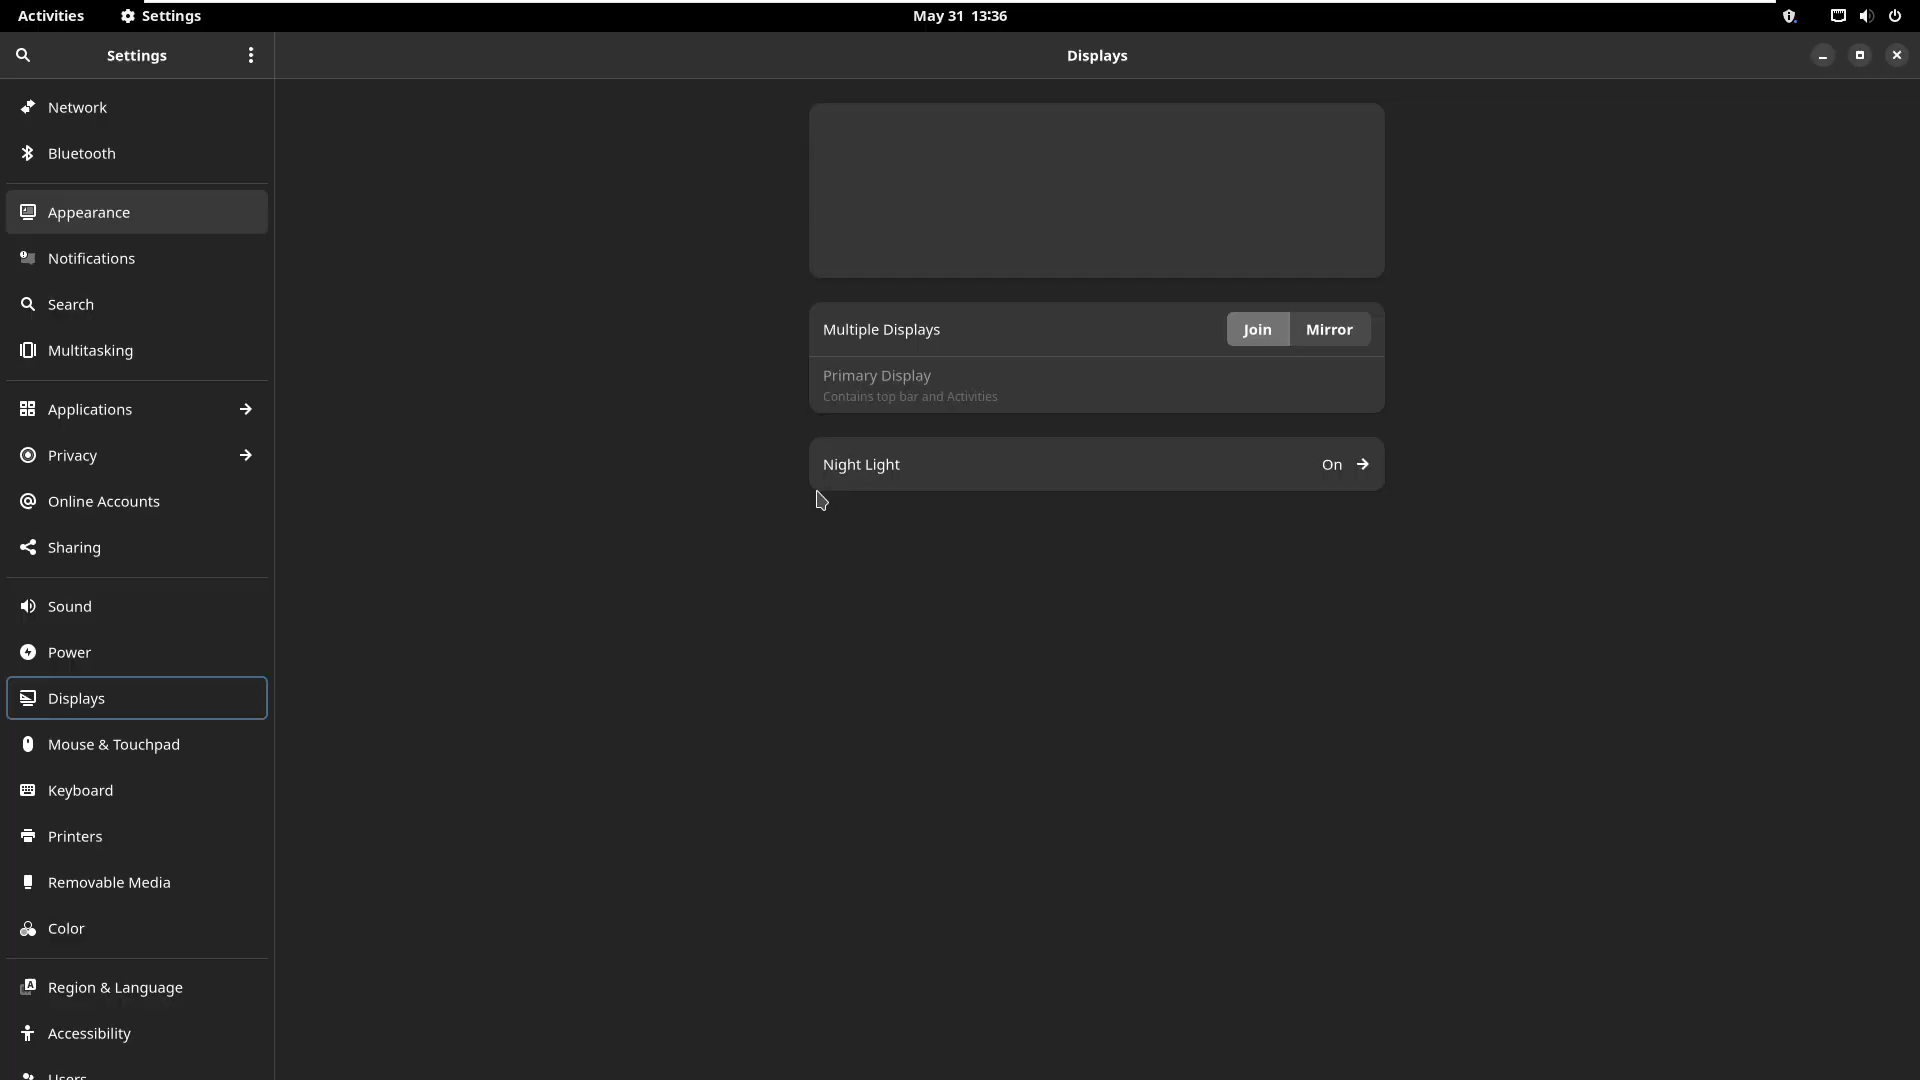 Activities
Settings
May 31 13:36
Settings
Displays
Network
Bluetooth
Appearance
Notifications
Search
Multitasking
Applications
Privacy
Online Accounts
Sharing
Sound
Power
Displays
Mouse & Touchpad
Keyboard
Printers
Removable Media
Color
Region & Language
Accessibility
Users
Multiple Displays
Join
Mirror
Primary Display
Contains top bar and Activities
Night Light
On